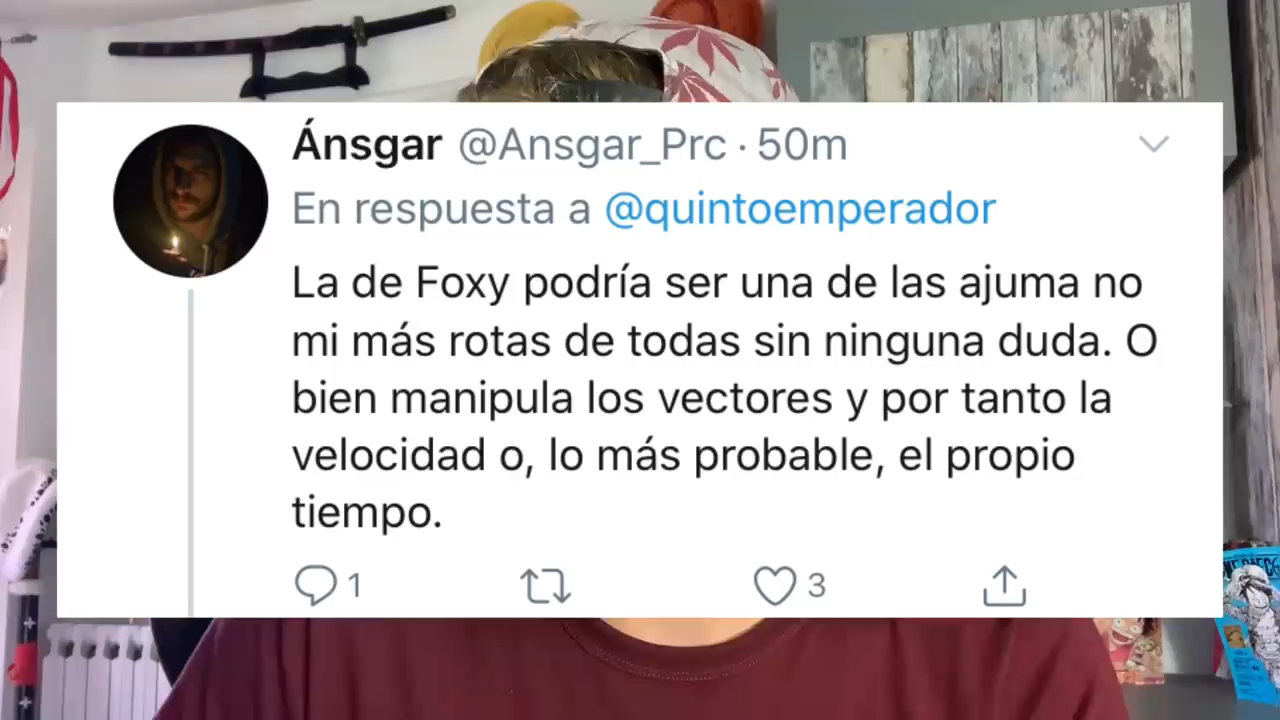 Ánsgar @Ansgar_Prc · 50m
En respuesta a @quintoemperador
La de Foxy podría ser una de las ajuma no
mi más rotas de todas sin ninguna duda. O
bien manipula los vectores y por tanto la
velocidad o, lo más probable, el propio
tiempo.
1 3